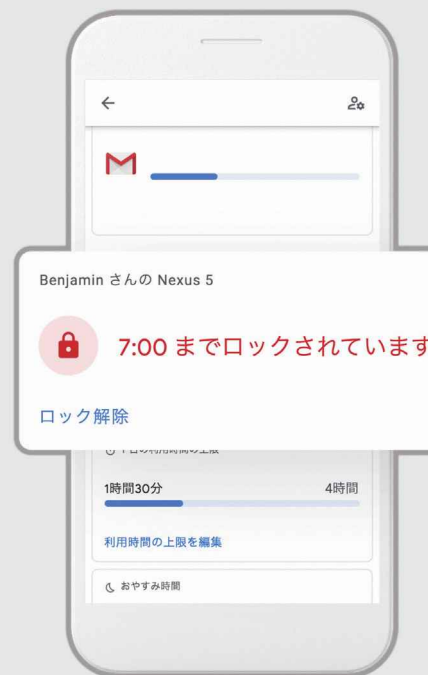 Benjamin さんの Nexus 5
7:00 までロックされています
ロック解除
1時間30分 4時間
利用時間の上限を編集
おやすみ時間